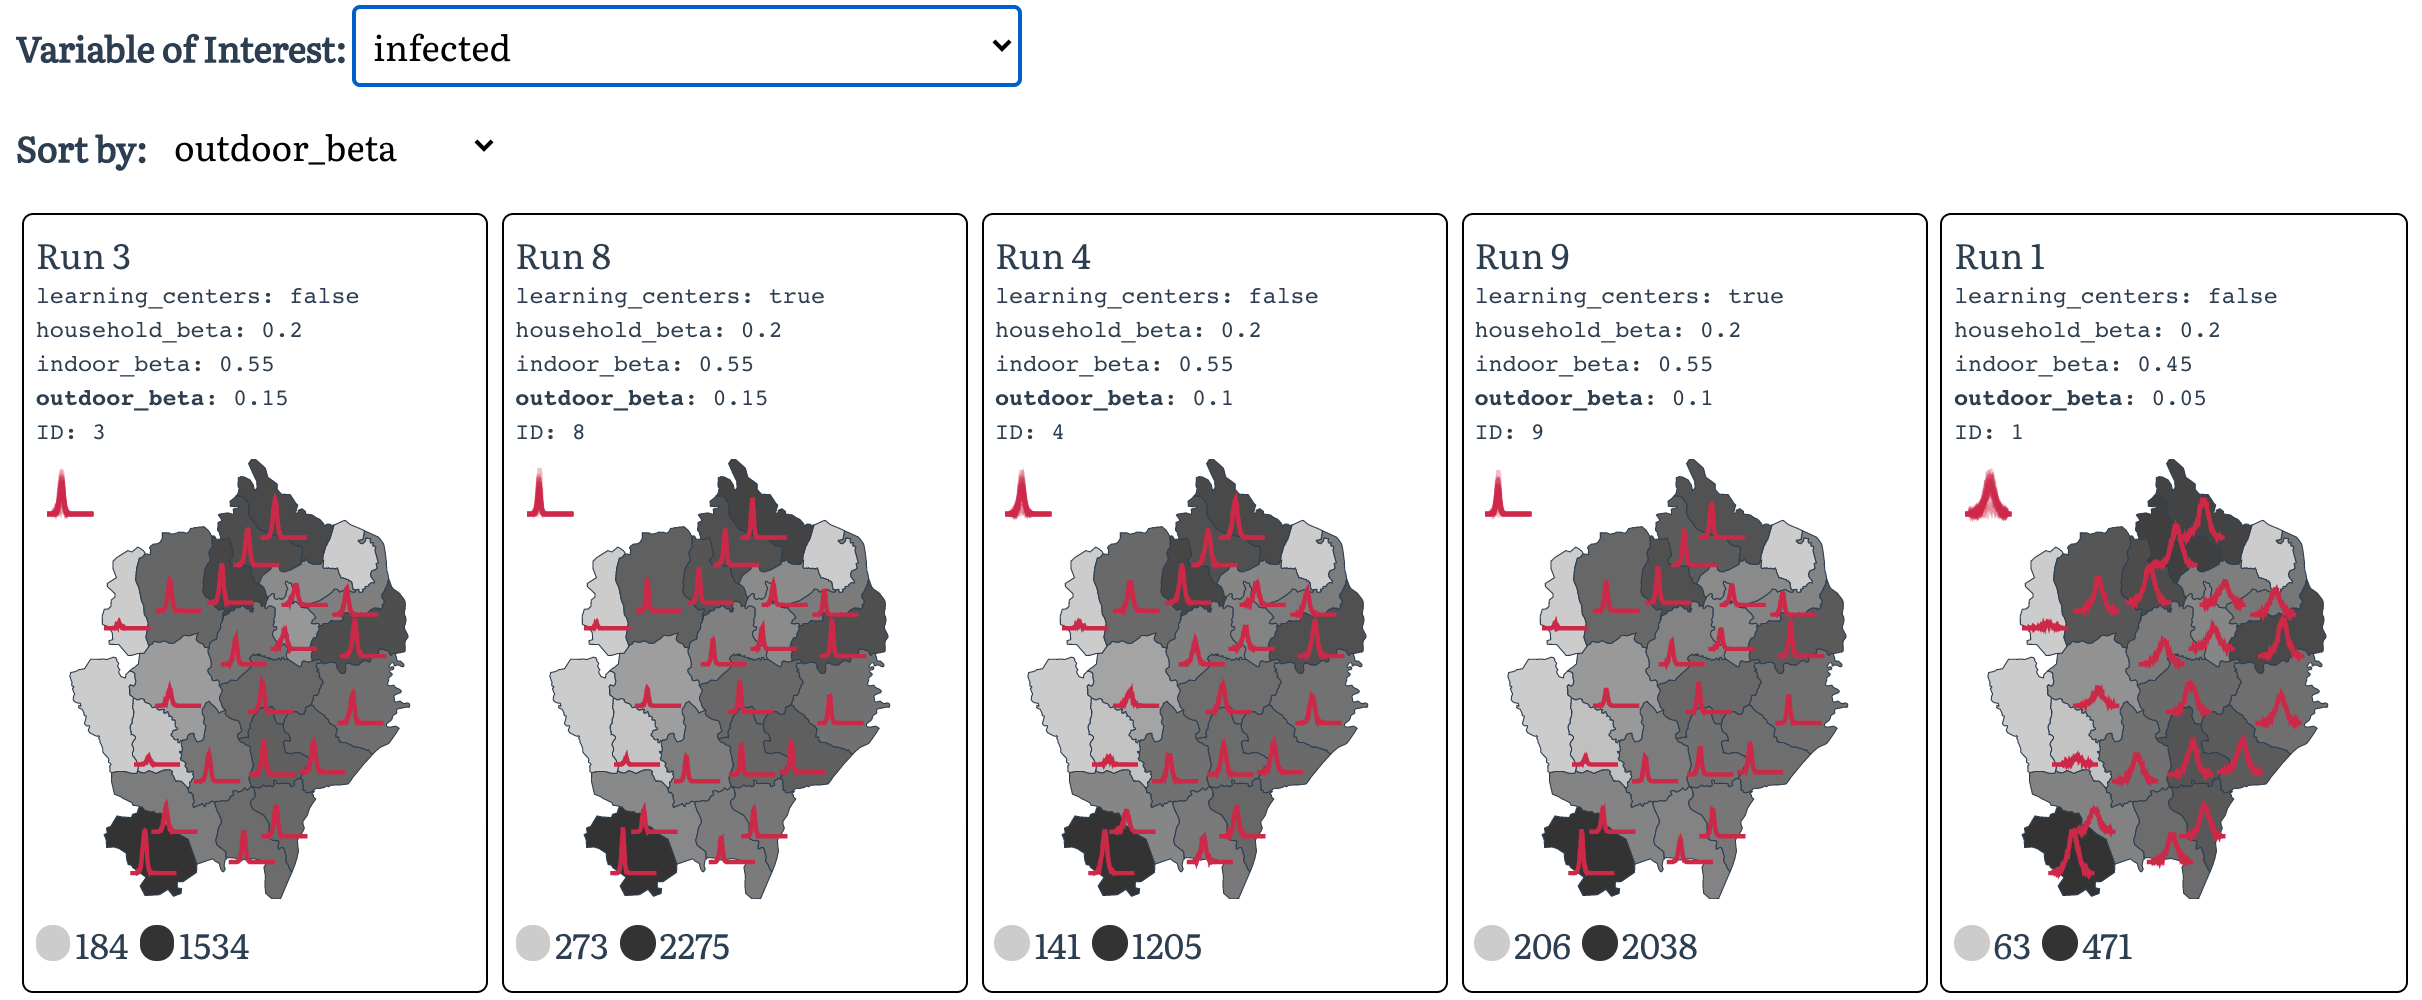 Variable of Interest: infected
Sort by: outdoor_beta
Run 3
learning_centers: false
household_beta: 0.2
indoor_beta: 0.55
outdoor_beta: 0.15
ID: 3
184 1534
Run 8
learning_centers: true
household_beta: 0.2
indoor_beta: 0.55
outdoor_beta: 0.15
ID: 8
273 2275
Run 4
learning_centers: false
household_beta: 0.2
indoor_beta: 0.55
outdoor_beta: 0.1
ID: 4
141 1205
Run 9
learning_centers: true
household_beta: 0.2
indoor_beta: 0.55
outdoor_beta: 0.1
ID: 9
206 2038
Run 1
learning_centers: false
household_beta: 0.2
indoor_beta: 0.45
outdoor_beta: 0.05
ID: 1
63 471